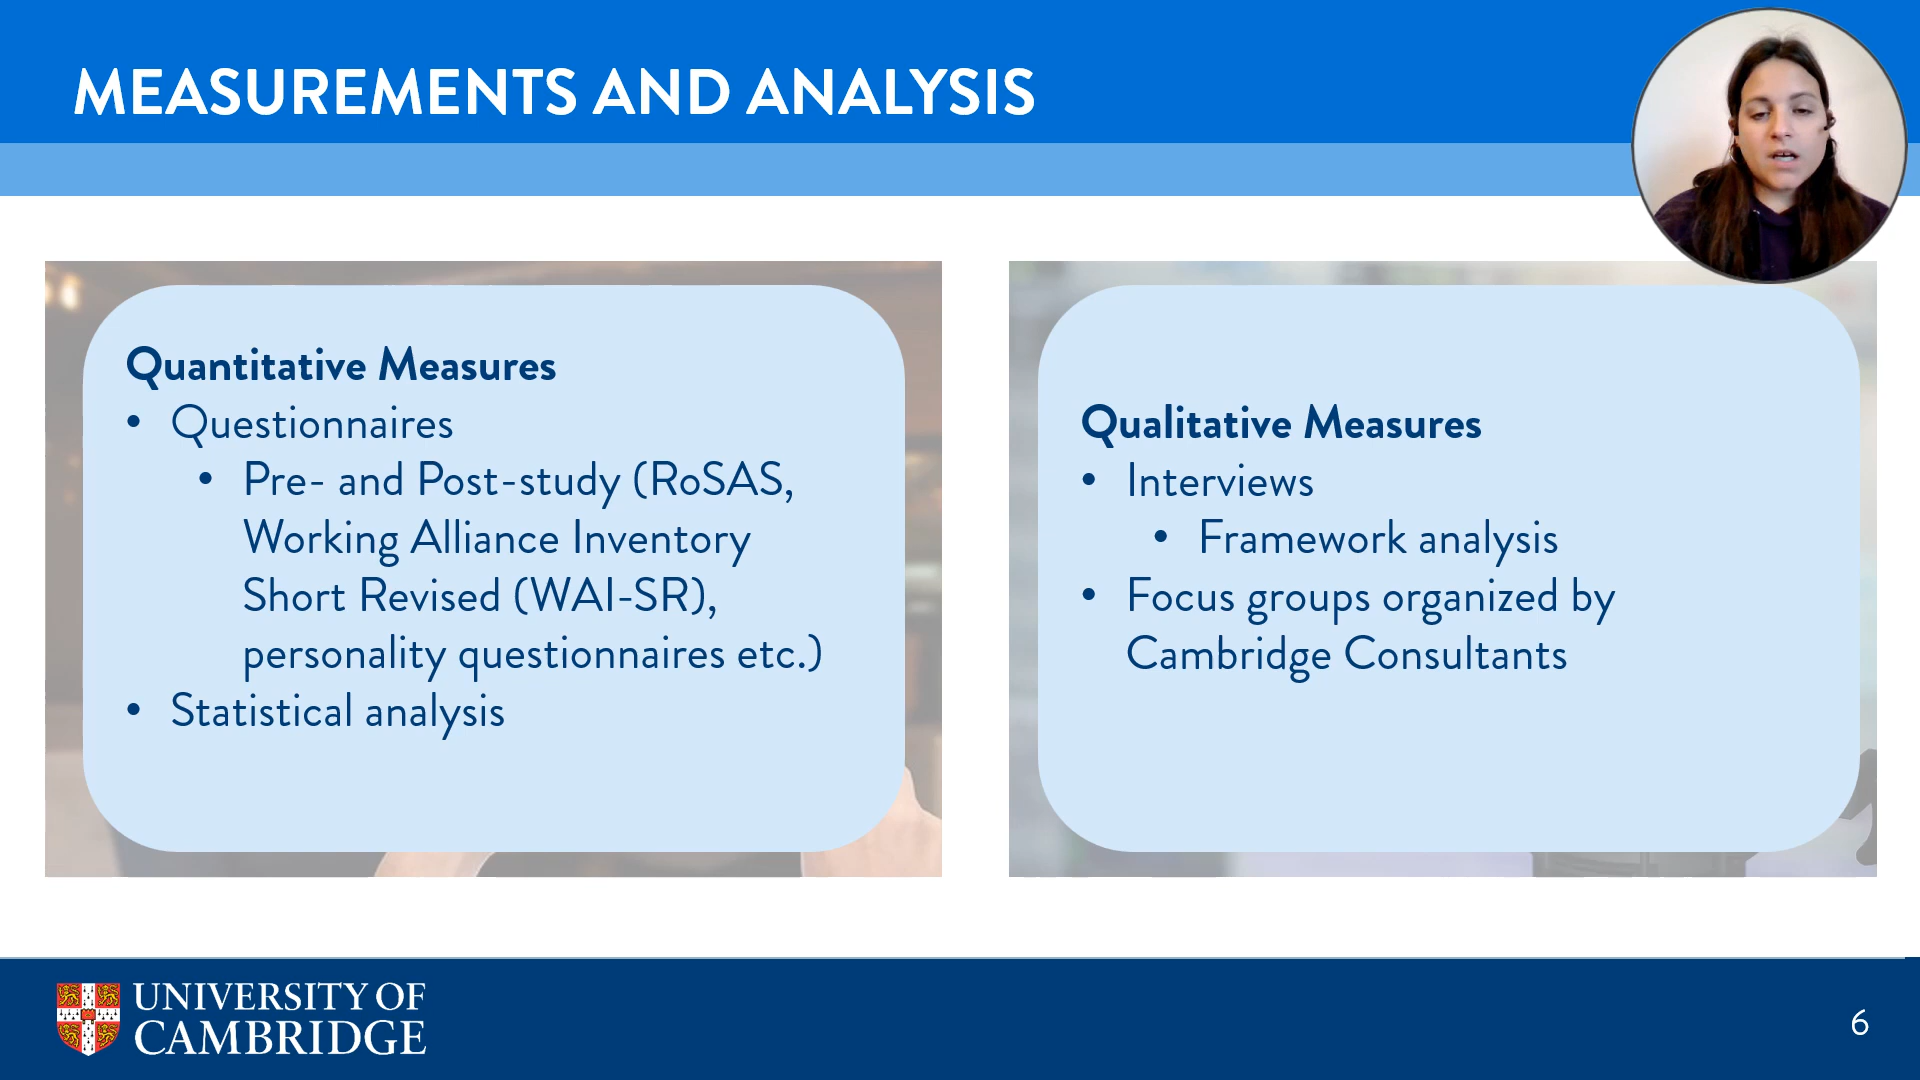 MEASUREMENTS AND ANALYSIS
Quantitative Measures
• Questionnaires
• Pre- and Post-study (RoSAS,
Working Alliance Inventory
Short Revised (WAI-SR),
personality questionnaires etc.)
• Statistical analysis
Qualitative Measures
• Interviews
• Framework analysis
• Focus groups organized by
Cambridge Consultants
UNIVERSITY OF
CAMBRIDGE
6